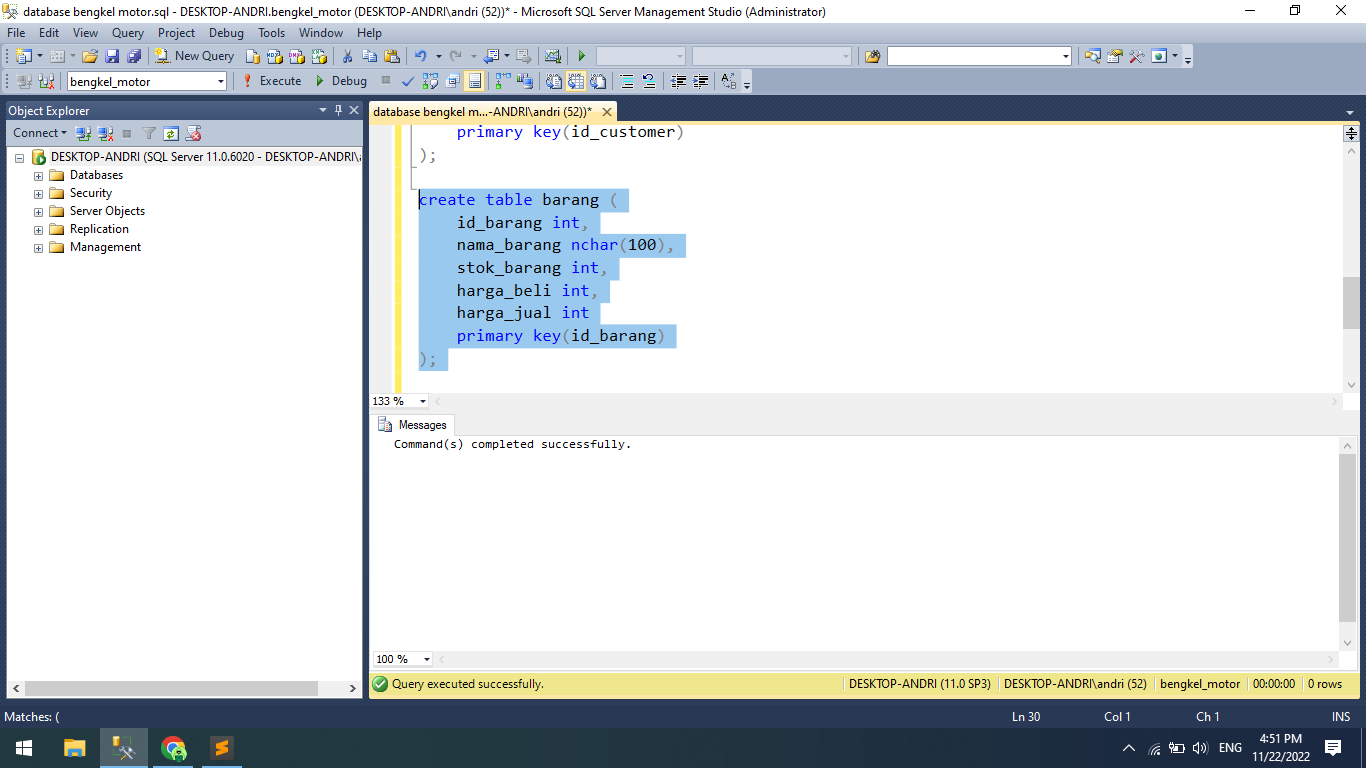 database bengkel motor.sql - DESKTOP-ANDRI.bengkel_motor (DESKTOP-ANDRI\andri (52))* - Microsoft SQL Server Management Studio (Administrator)
File Edit View Query Project Debug Tools Window Help
New Query
bengkel_motor
Execute
Debug
Object Explorer
Connect
DESKTOP-ANDRI (SQL Server 11.0.6020 - DESKTOP-ANDRI\
Databases
Security
Server Objects
Replication
Management
database bengkel m...-ANDRI\andri (52))*
primary key(id_customer)
);
create table barang (
id_barang int,
nama_barang nchar(100),
stok_barang int,
harga_beli int,
harga_jual int
primary key(id_barang)
);
133 %
Messages
Command(s) completed successfully.
100 %
Query executed successfully.
DESKTOP-ANDRI (11.0 SP3)
DESKTOP-ANDRI\andri (52)
bengkel_motor
00:00:00
0 rows
Matches: (
Ln 30
Col 1
Ch 1
INS
ENG
4:51 PM
11/22/2022